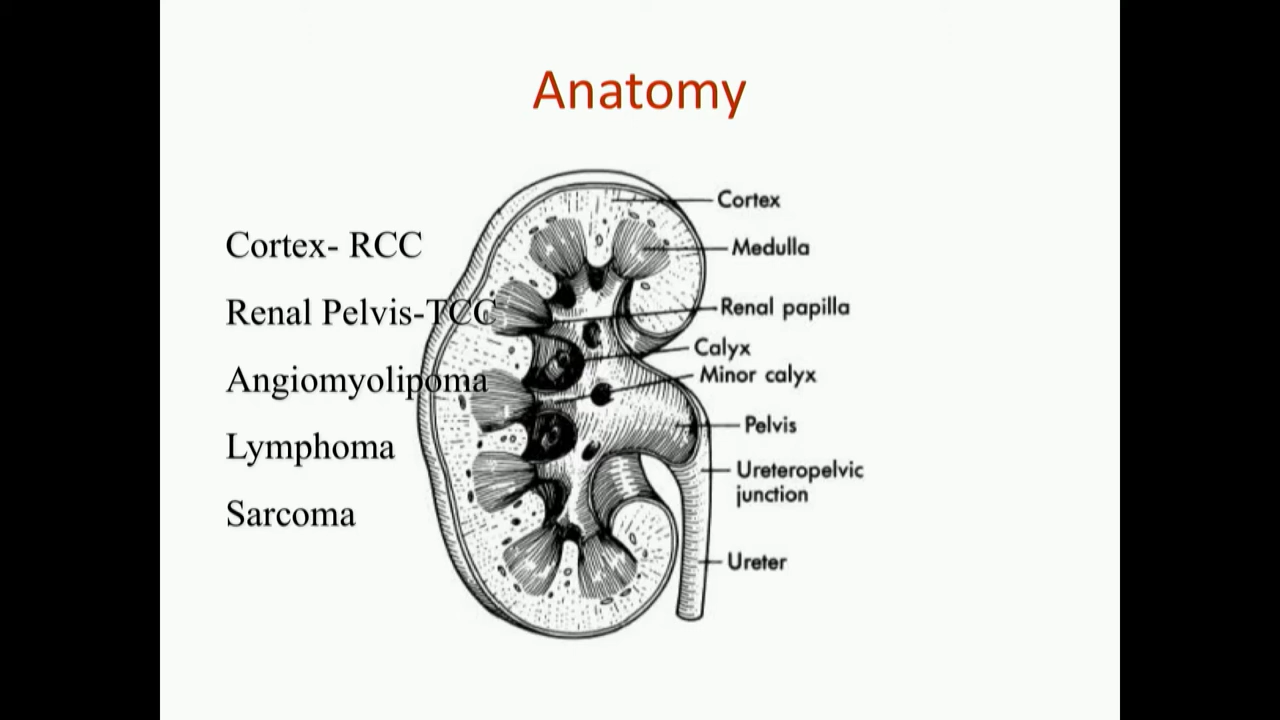 Anatomy
Cortex- RCC
Renal Pelvis-TCC
Angiomyolipoma
Lymphoma
Sarcoma
Cortex
Medulla
Renal papilla
Calyx
Minor calyx
Pelvis
Ureteropelvic
junction
Ureter